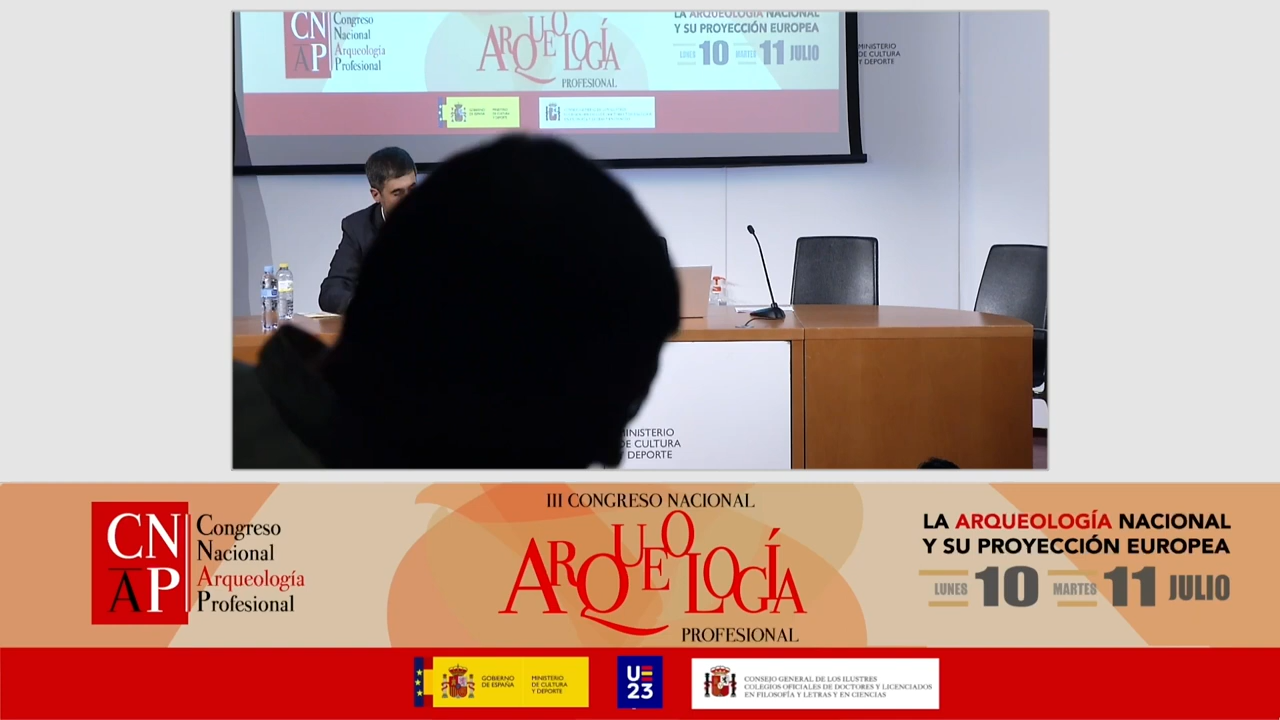 CN
AP
Congreso
Nacional
Arqueología
Profesional
ARQUEOLOGÍA
PROFESIONAL
LA ARQUEOLOGÍA NACIONAL
Y SU PROYECCIÓN EUROPEA
LUNES 10 MARTES 11 JULIO
MINISTERIO
DE CULTURA
Y DEPORTE
MINISTERIO
DE CULTURA
Y DEPORTE
CN
AP
Congreso
Nacional
Arqueología
Profesional
III CONGRESO NACIONAL
ARQUEOLOGÍA
PROFESIONAL
LA ARQUEOLOGÍA NACIONAL
Y SU PROYECCIÓN EUROPEA
LUNES 10 MARTES 11 JULIO
GOBIERNO
DE ESPAÑA
MINISTERIO
DE CULTURA
Y DEPORTE
UE
23
CONSEJO GENERAL DE LOS ILUSTRES
COLEGIOS OFICIALES DE DOCTORES Y LICENCIADOS
EN FILOSOFÍA Y LETRAS Y EN CIENCIAS